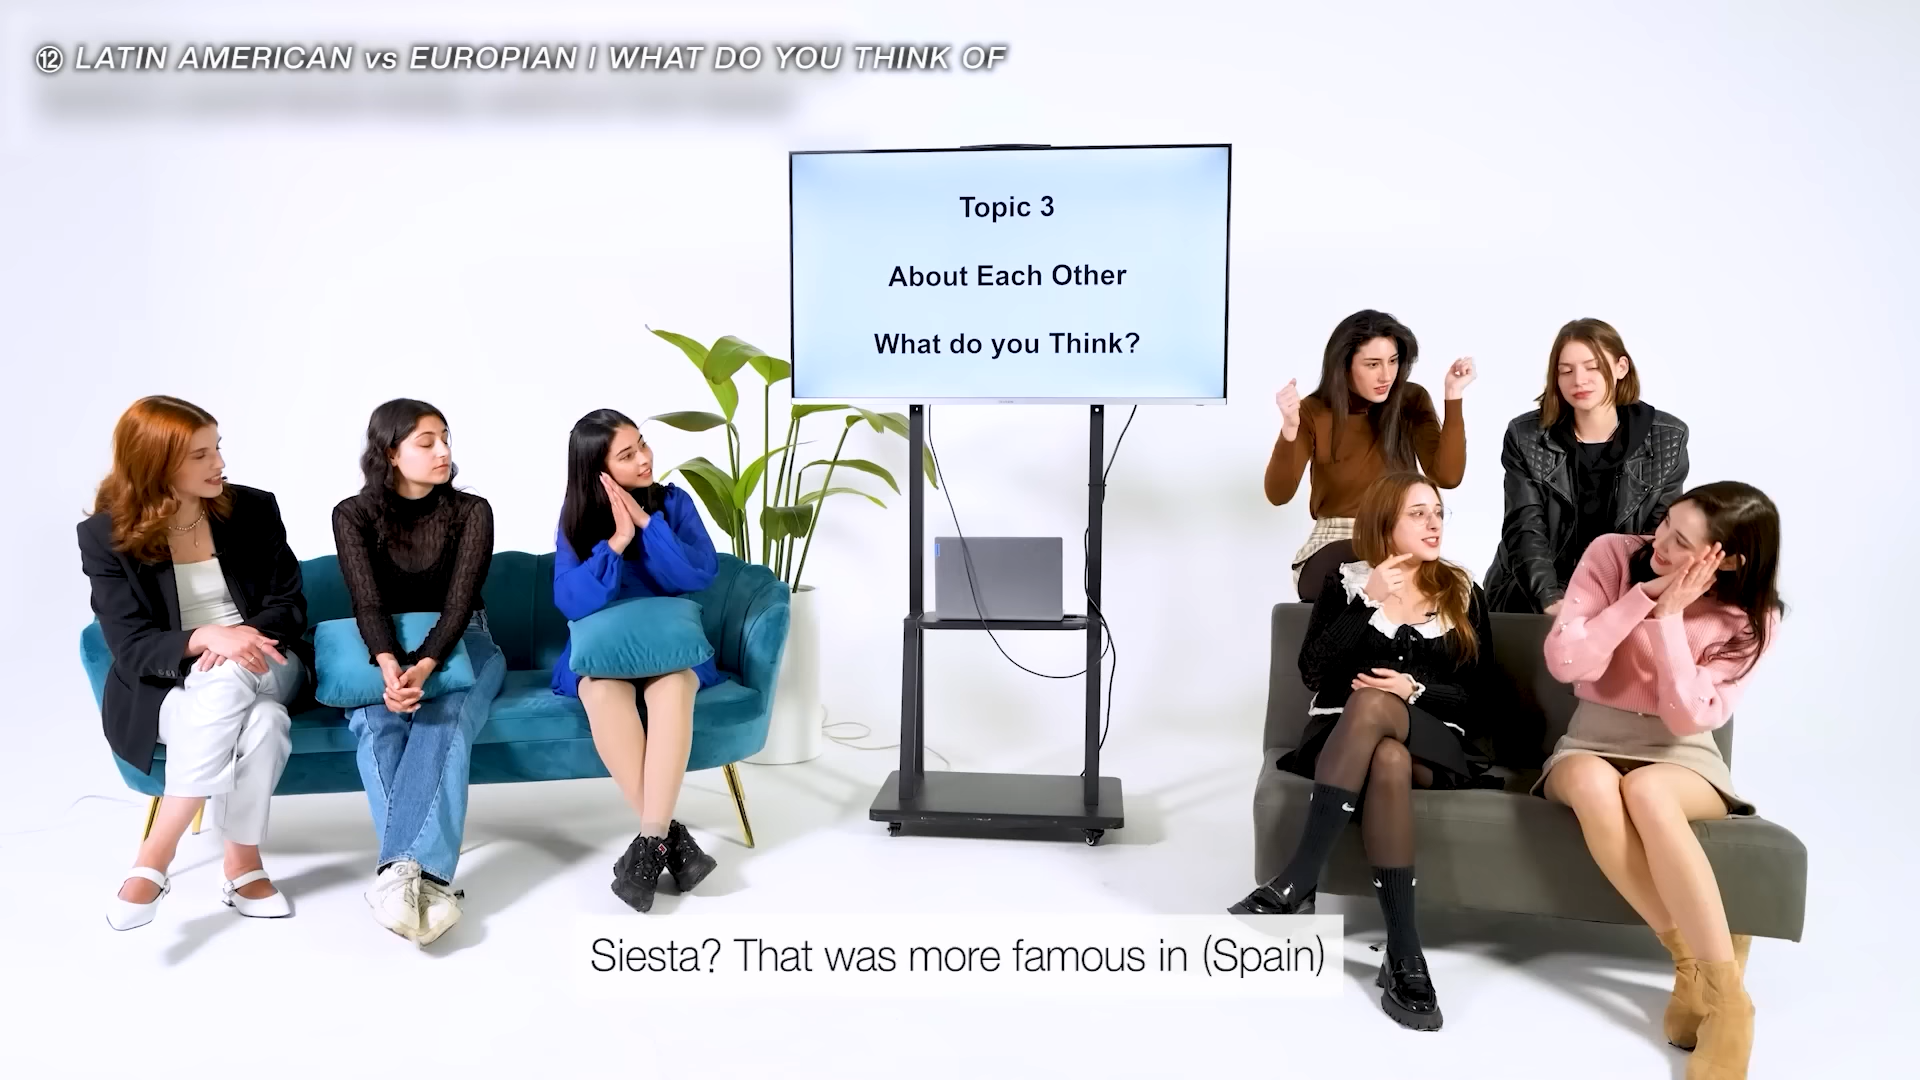 ⑫ LATIN AMERICAN vs EUROPIAN I WHAT DO YOU THINK OF
Topic 3
About Each Other
What do you Think?
Siesta? That was more famous in (Spain)